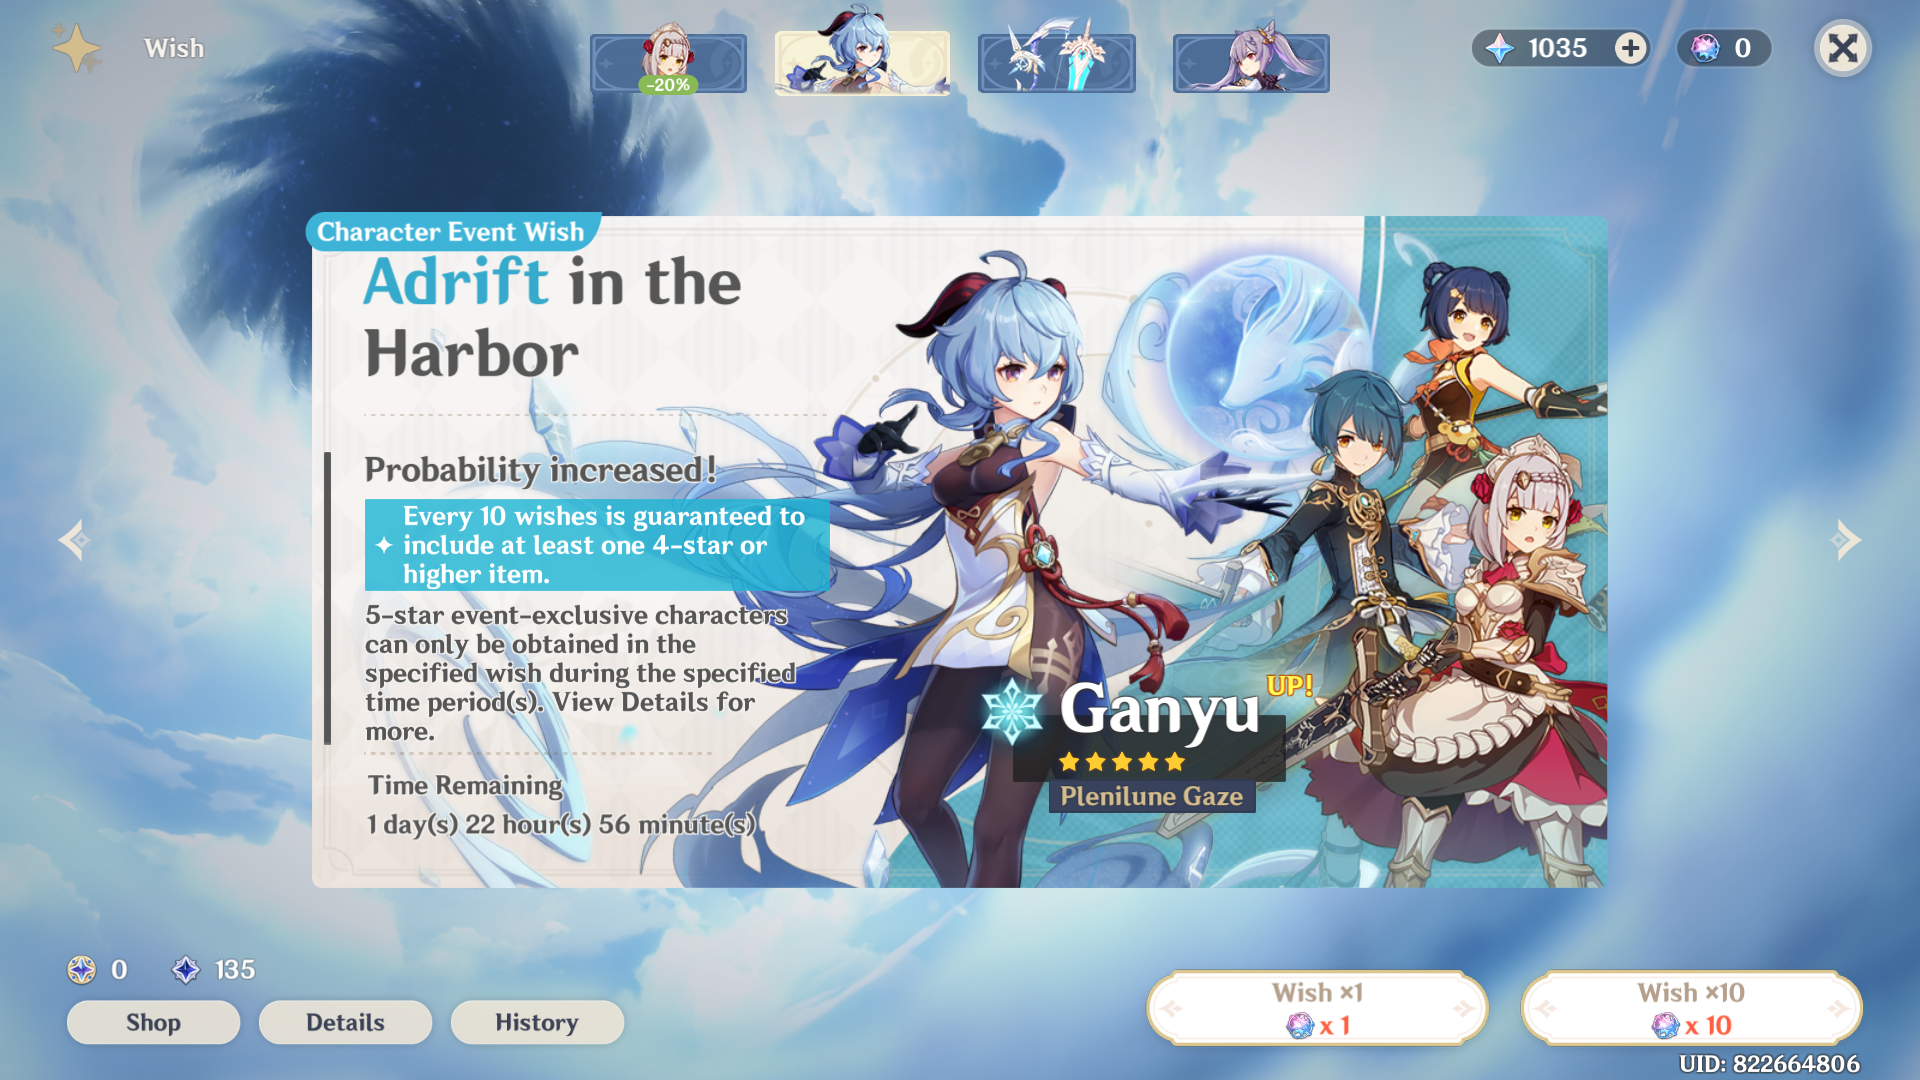 Wish
-20%
1035
0
Character Event Wish
Adrift in the
Harbor
Probability increased!
Every 10 wishes is guaranteed to
include at least one 4-star or
higher item.
5-star event-exclusive characters
can only be obtained in the
specified wish during the specified
time period(s). View Details for
more.
Time Remaining
1 day(s) 22 hour(s) 56 minute(s)
Ganyu
UP!
Plenilune Gaze
0
135
Shop
Details
History
Wish ×1
x 1
Wish ×10
x 10
UID: 822664806